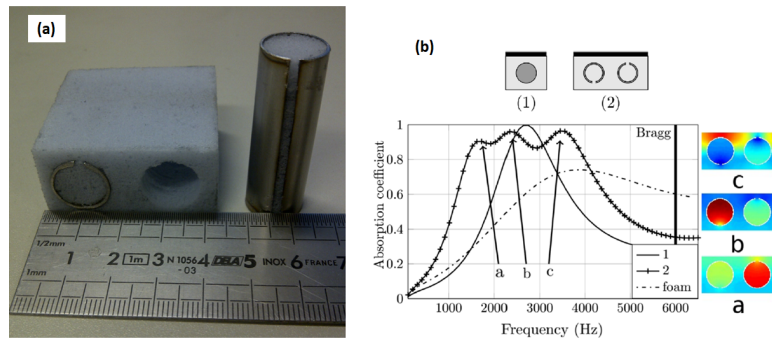 (a)
1/2mm
1 2 1m 3 N 1056 4 DELA 5 INOX 6 FRANCE 7
-03
1mm
(b)
(1) (2)
Absorption coefficient
1
0.8
0.6
0.4
0.2
0
Bragg
a b c
1
2
foam
1000 2000 3000 4000 5000 6000
Frequency (Hz)
c
b
a